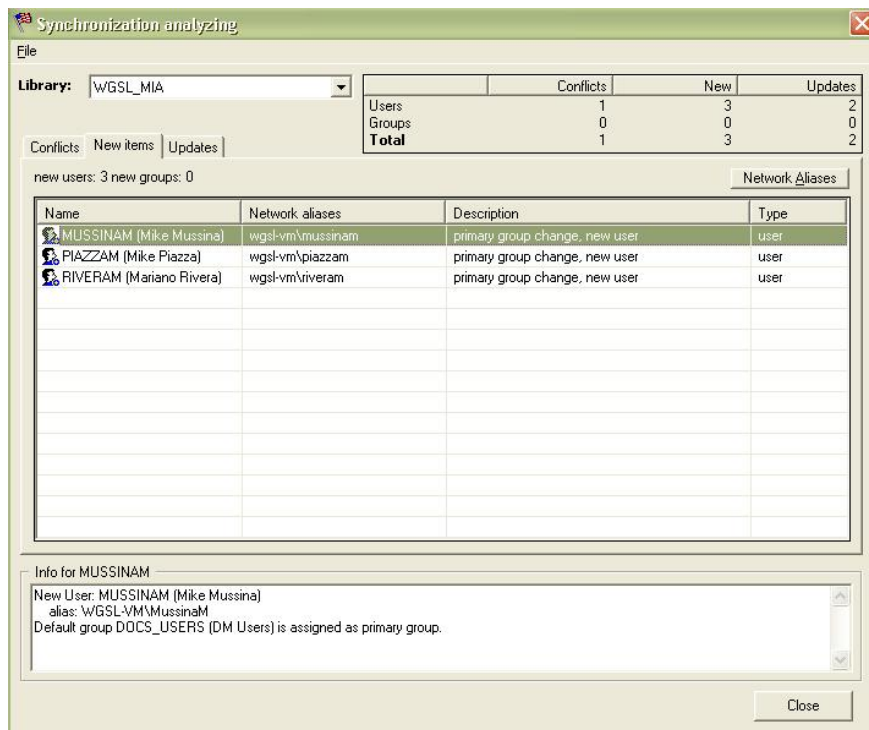 Synchronization analyzing
File
Library: WGSL_MIA
Conflicts New Updates
Users 1 3 2
Groups 0 0 0
Total 1 3 2
Conflicts New items Updates
new users: 3 new groups: 0 Network Aliases
Name Network aliases Description Type
MUSSINAM (Mike Mussina) wgsl-vm\mussinam primary group change, new user user
PIAZZAM (Mike Piazza) wgsl-vm\piazzam primary group change, new user user
RIVERAM (Mariano Rivera) wgsl-vm\riveram primary group change, new user user
Info for MUSSINAM
New User: MUSSINAM (Mike Mussina)
alias: WGSL-VM\MussinaM
Default group DOCS_USERS (DM Users) is assigned as primary group.
Close